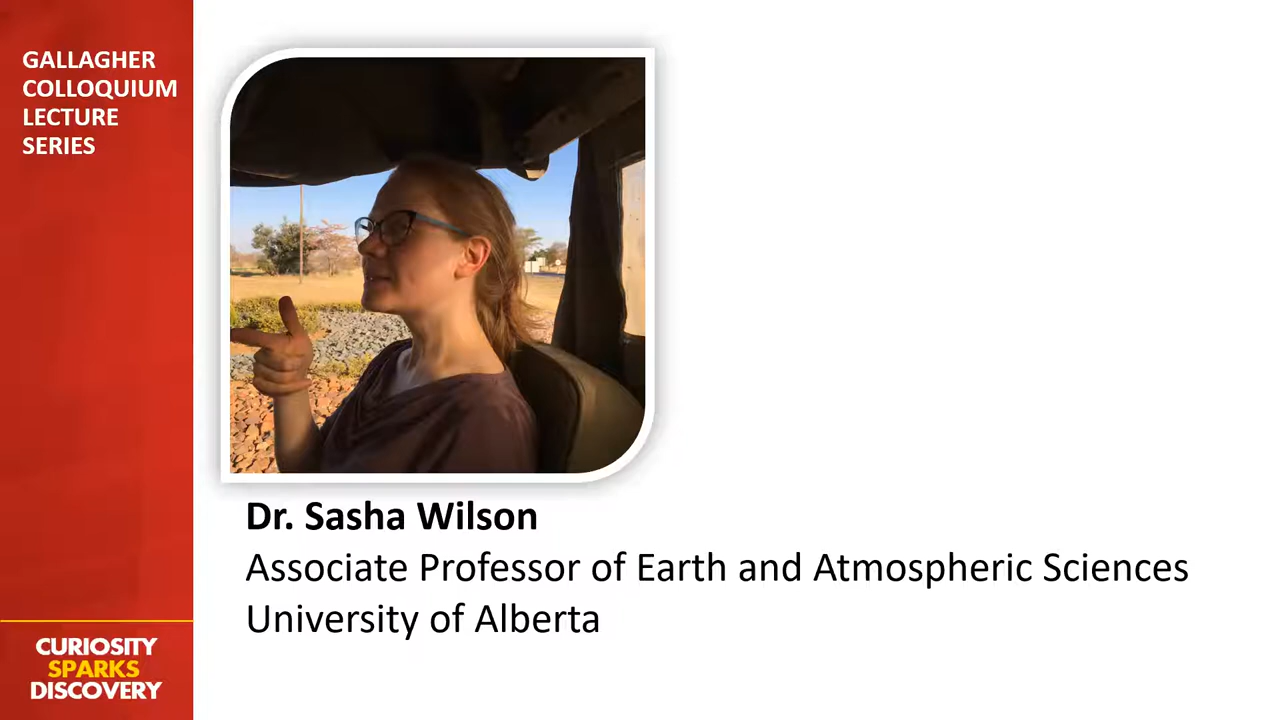 GALLAGHER
COLLOQUIUM
LECTURE
SERIES
Dr. Sasha Wilson
Associate Professor of Earth and Atmospheric Sciences
University of Alberta
CURIOSITY
SPARKS
DISCOVERY